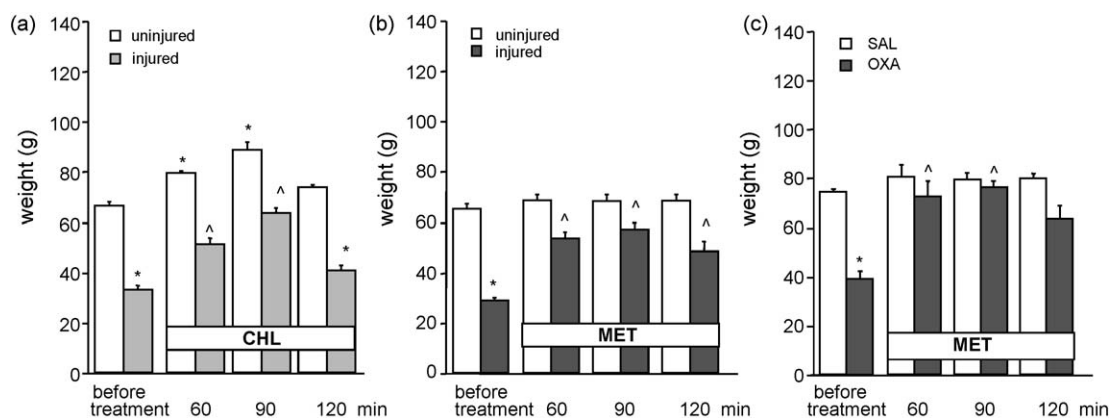 (a)
140
120
100
80
60
40
20
0
weight (g)
uninjured
injured
*
*
*
^
*
^
*
CHL
before
treatment 60 90 120 min
(b)
140
120
100
80
60
40
20
0
weight (g)
uninjured
injured
*
^
^
^
MET
before
treatment 60 90 120 min
(c)
140
120
100
80
60
40
20
0
weight (g)
SAL
OXA
*
^
^
MET
before
treatment 60 90 120 min